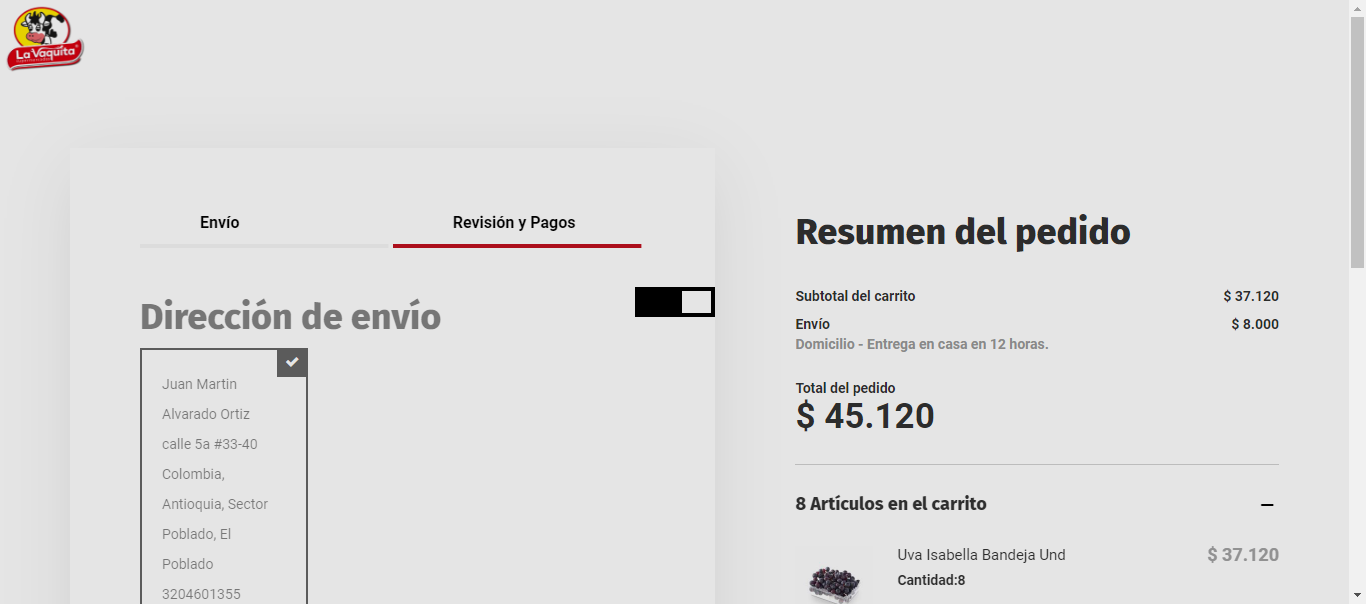 La Vaquita
Envío
Revisión y Pagos
Dirección de envío
Juan Martin
Alvarado Ortiz
calle 5a #33-40
Colombia,
Antioquia, Sector
Poblado, El
Poblado
3204601355
Resumen del pedido
Subtotal del carrito $ 37.120
Envío $ 8.000
Domicilio - Entrega en casa en 12 horas.
Total del pedido
$ 45.120
8 Artículos en el carrito
Uva Isabella Bandeja Und $ 37.120
Cantidad:8